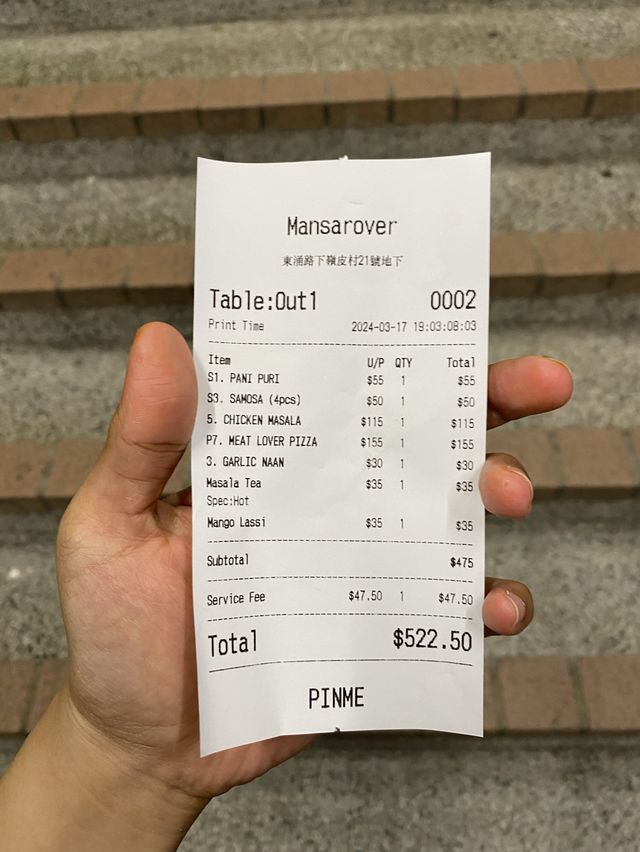 Mansarover
東涌路下嶺皮村21號地下
Table:Out1 0002
Print Time 2024-03-17 19:03:08:03
Item U/P QTY Total
S1. PANI PURI $55 1 $55
S3. SAMOSA (4pcs) $50 1 $50
5. CHICKEN MASALA $115 1 $115
P7. MEAT LOVER PIZZA $155 1 $155
3. GARLIC NAAN $30 1 $30
Masala Tea $35 1 $35
Spec:Hot
Mango Lassi $35 1 $35
Subtotal $475
Service Fee $47.50 1 $47.50
Total $522.50
PINME